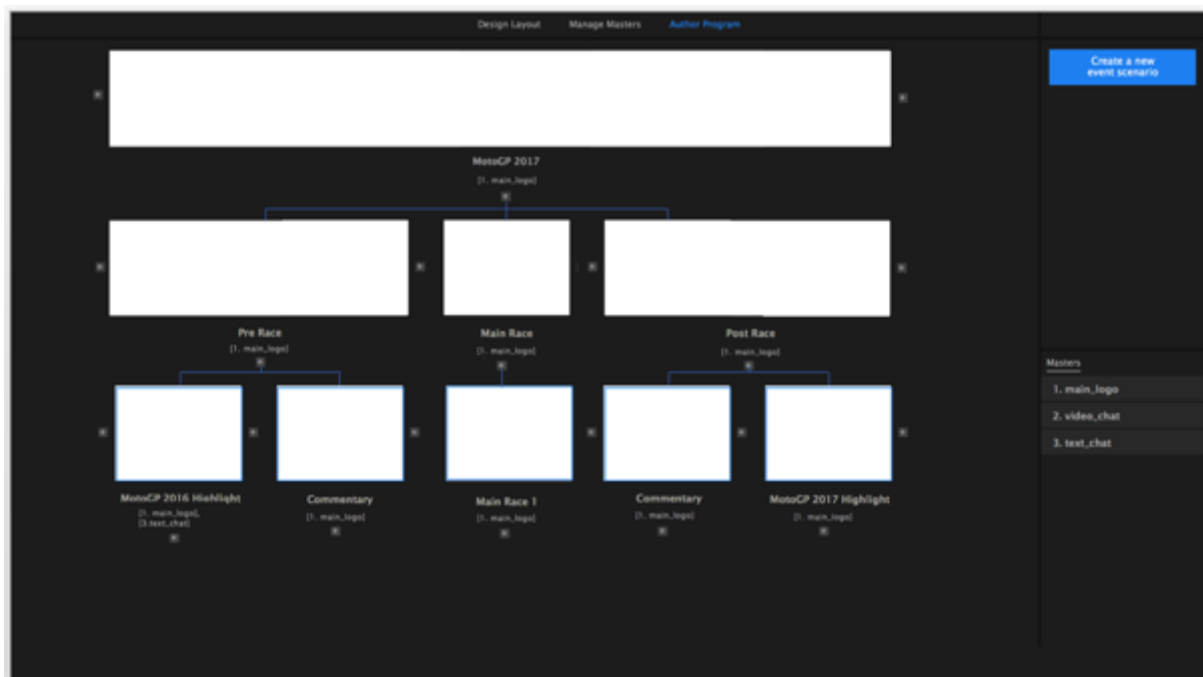 Design Layout Manage Masters Author Program
Create a new
event scenario
MotoGP 2017
[1. main_logo]
Pre Race Main Race Post Race
[1. main_logo] [1. main_logo] [1. main_logo]
MotoGP 2016 Highlight Commentary Main Race 1 Commentary MotoGP 2017 Highlight
[1. main_logo], [1. main_logo] [1. main_logo] [1. main_logo] [1. main_logo]
[3.text_chat]
Masters
1. main_logo
2. video_chat
3. text_chat